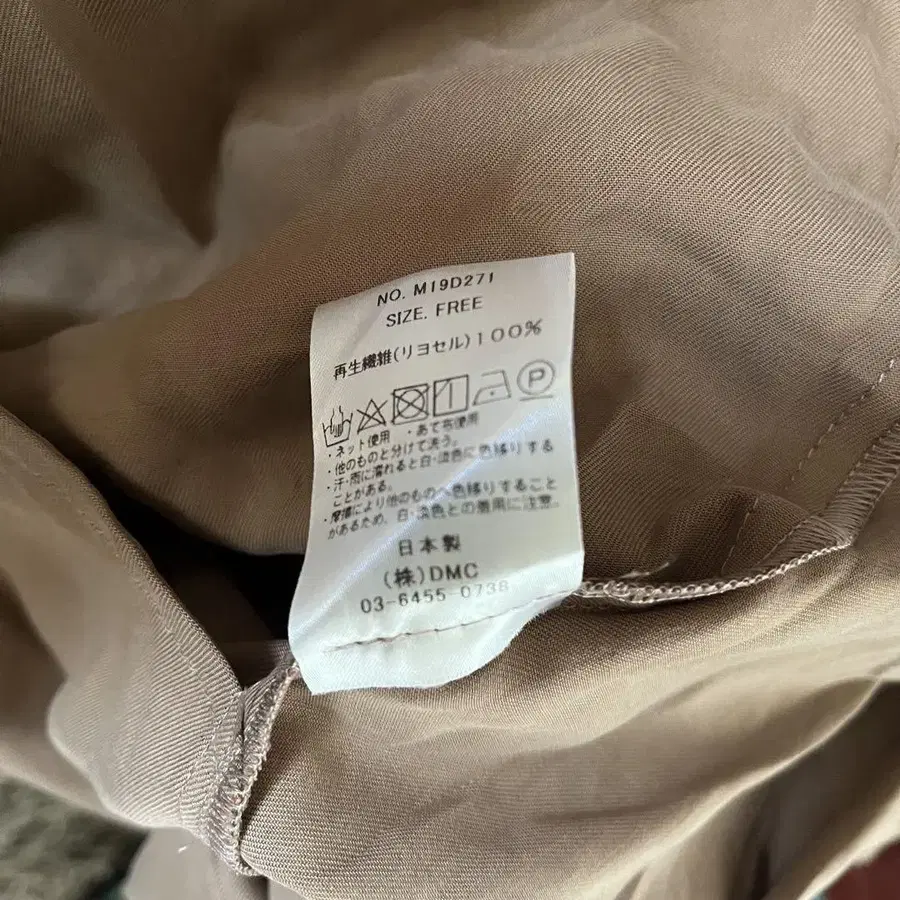 NO. M19D271
SIZE. FREE
再生繊維(リヨセル)100%
・ネット使用 ・あて布使用
・他のものと分けて洗う。
・汗・雨に濡れると白・淡色に色移りする
ことがある。
・摩擦により他のものへ色移りすること
があるため、白・淡色との着用に注意。
日本製
(株)DMC
03-6455-0738